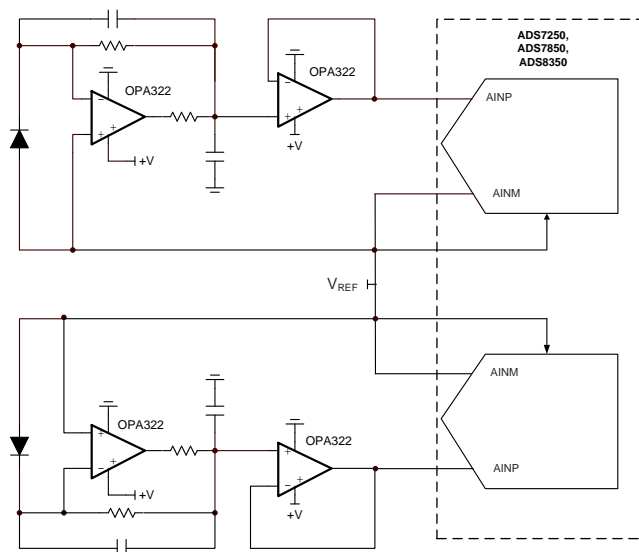 ADS7250,
ADS7850,
ADS8350
OPA322
OPA322
AINP
+V
+V
AINM
VREF
AINM
OPA322
OPA322
AINP
+V
+V